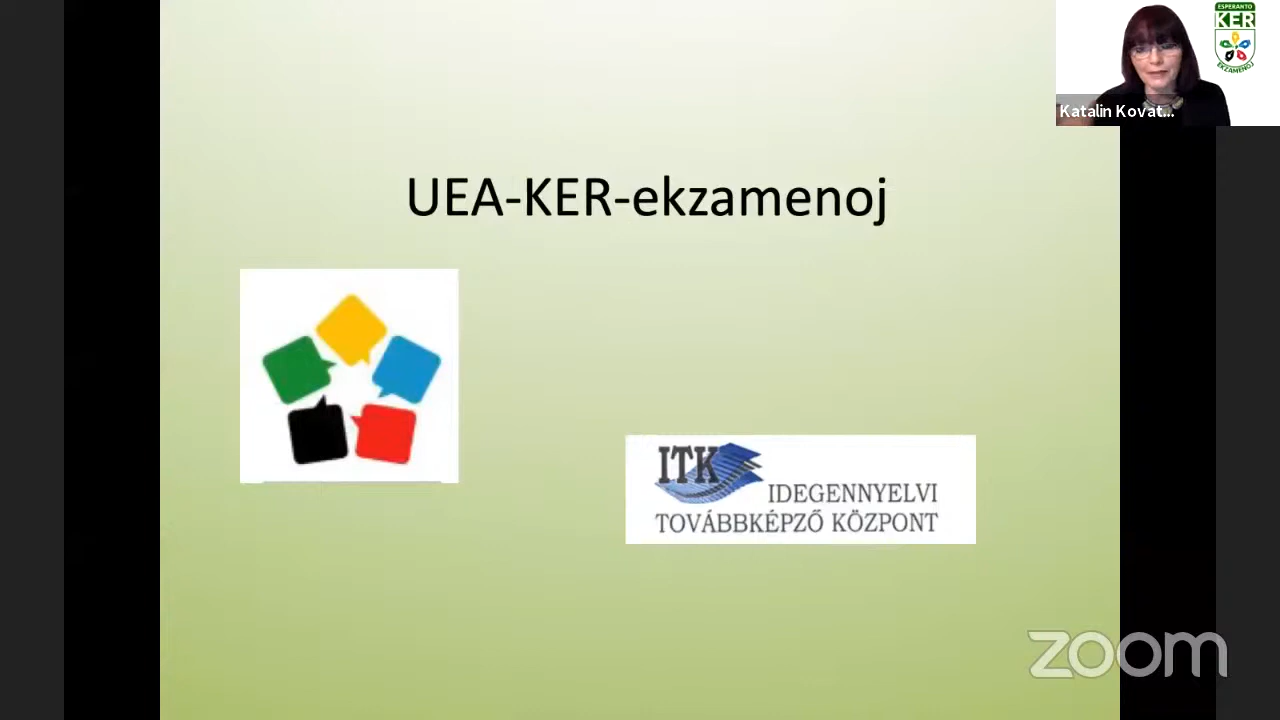 ESPERANTO
KER
EKZAMENOJ
Katalin Kovat...
UEA-KER-ekzamenoj
ITK
IDEGENNYELVI
TOVÁBBKÉPZŐ KÖZPONT
zoom